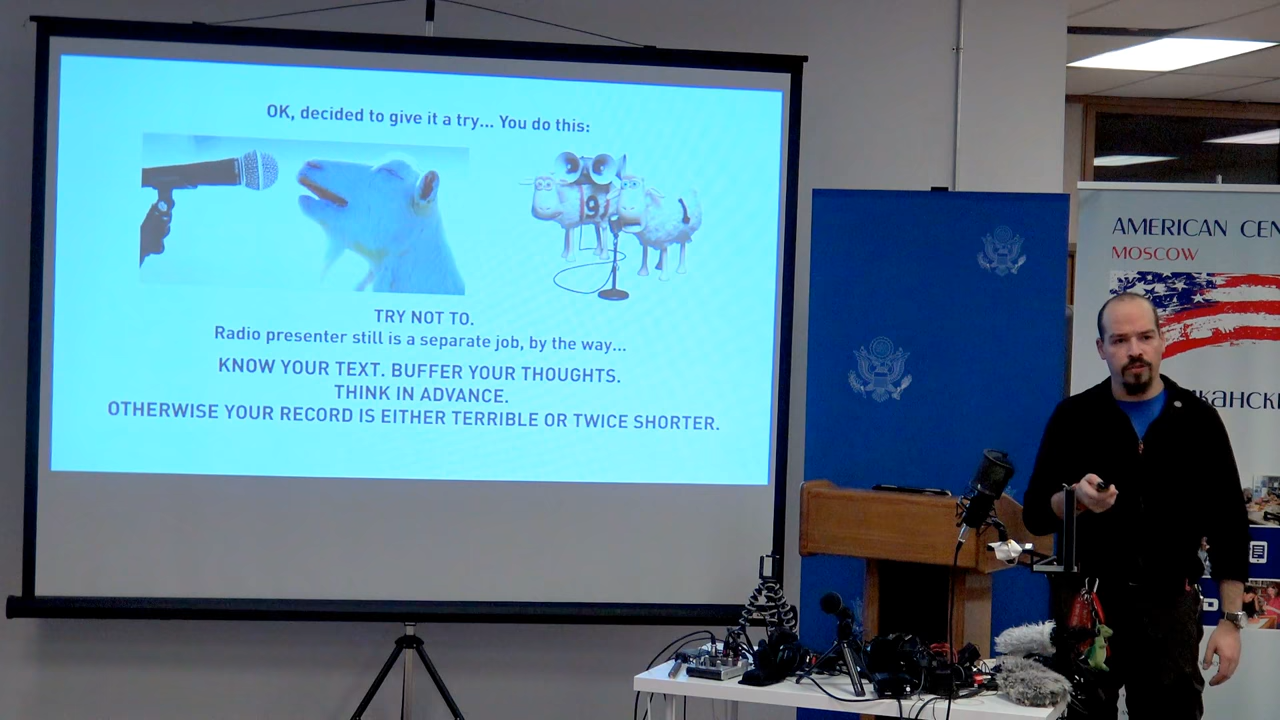 OK, decided to give it a try... You do this:
9
TRY NOT TO.
Radio presenter still is a separate job, by the way...
KNOW YOUR TEXT. BUFFER YOUR THOUGHTS.
THINK IN ADVANCE.
OTHERWISE YOUR RECORD IS EITHER TERRIBLE OR TWICE SHORTER.
AMERICAN CEN
MOSCOW
икански